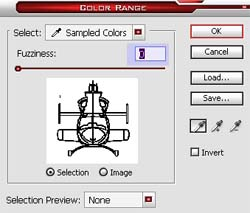 COLOR RANGE
Select: Sampled Colors
OK
Fuzziness: 0
Cancel
Load...
Save...
Selection Image
Invert
Selection Preview: None